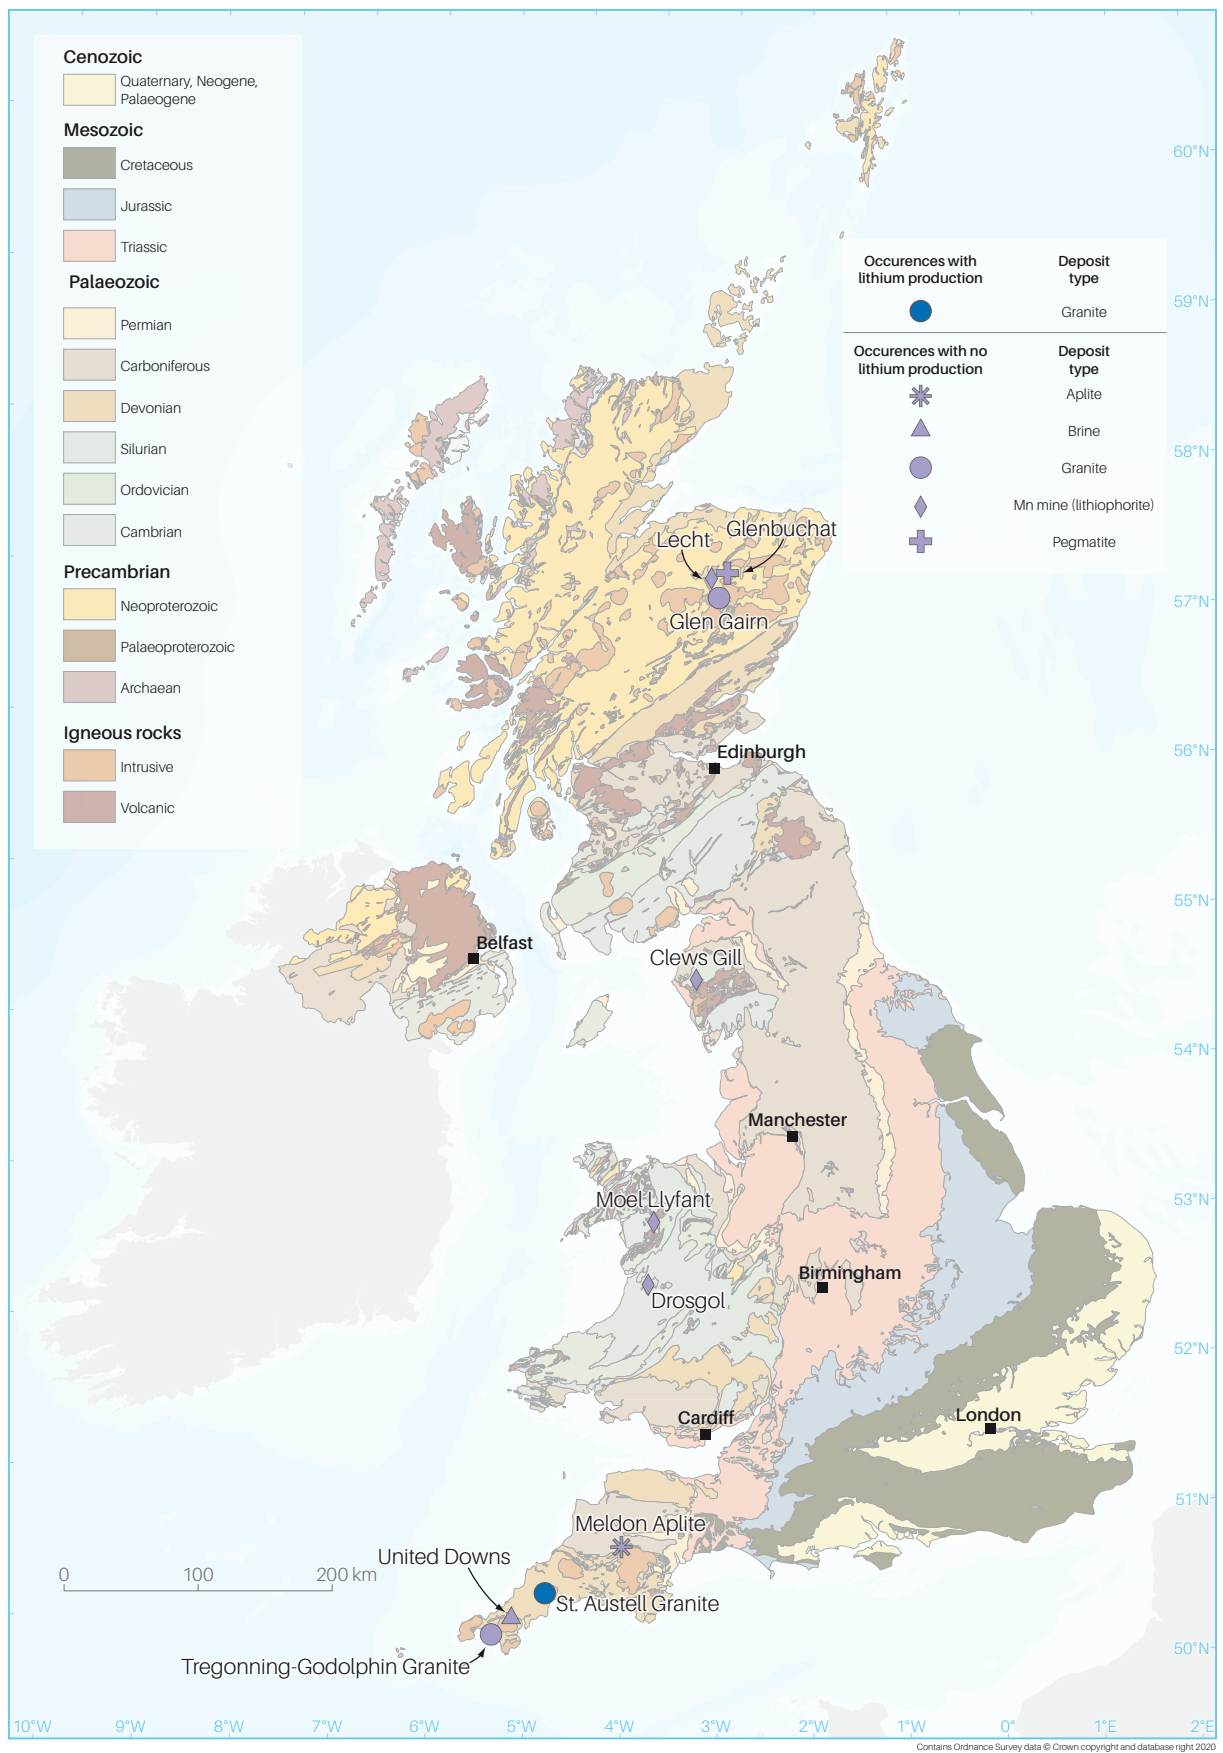 Cenozoic
Quaternary, Neogene,
Palaeogene
Mesozoic
Cretaceous
Jurassic
Triassic
Palaeozoic
Permian
Carboniferous
Devonian
Silurian
Ordovician
Cambrian
Precambrian
Neoproterozoic
Palaeoproterozoic
Archaean
Igneous rocks
Intrusive
Volcanic
Occurences with
lithium production
Deposit
type
Granite
Occurences with no
lithium production
Deposit
type
Aplite
Brine
Granite
Mn mine (lithiophorite)
Pegmatite
60°N
59°N
58°N
57°N
56°N
55°N
54°N
53°N
52°N
51°N
50°N
Lecht
Glenbuchat
Glen Gairn
Edinburgh
Belfast
Clews Gill
Manchester
Moel Llyfant
Birmingham
Drosgol
Cardiff
London
Meldon Aplite
United Downs
St. Austell Granite
Tregonning-Godolphin Granite
0 100 200 km
10°W 9°W 8°W 7°W 6°W 5°W 4°W 3°W 2°W 1°W 0° 1°E 2°E
Contains Ordnance Survey data © Crown copyright and database right 2020